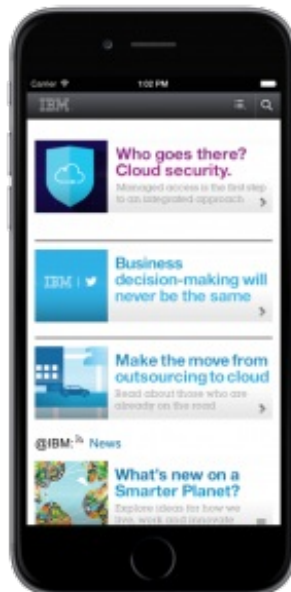 Carrier 1:02 PM
IBM
Who goes there?
Cloud security.
Managed access is the first step
to an integrated approach
IBM
Business
decision-making will
never be the same
Make the move from
outsourcing to cloud
Read about those who are
already on the road
@IBM: News
What's new on a
Smarter Planet?
Explore ideas for how we
live, work and innovate